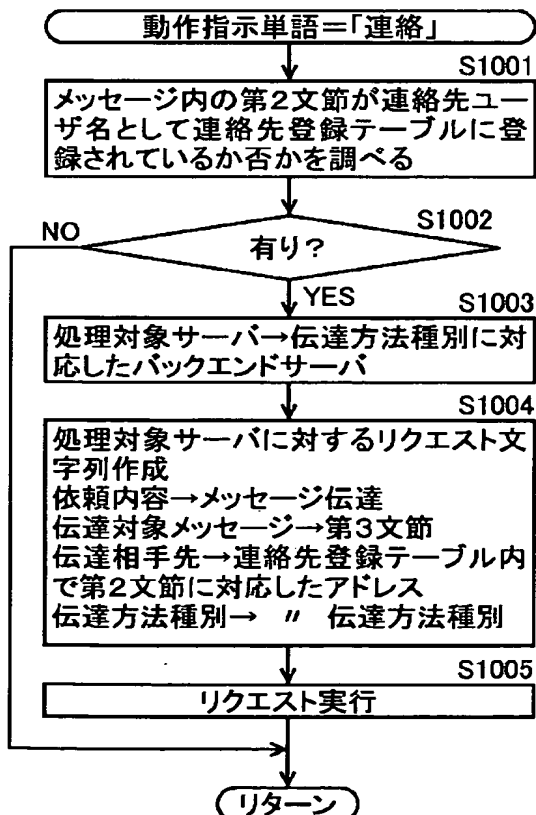 動作指示単語=「連絡」
S1001
メッセージ内の第2文節が連絡先ユー
ザ名として連絡先登録テーブルに登
録されているか否かを調べる
S1002
NO
有り?
YES
S1003
処理対象サーバ→伝達方法種別に対
応したバックエンドサーバ
S1004
処理対象サーバに対するリクエスト文
字列作成
依頼内容→メッセージ伝達
伝達対象メッセージ→第3文節
伝達相手先→連絡先登録テーブル内
で第2文節に対応したアドレス
伝達方法種別→ 〃 伝達方法種別
S1005
リクエスト実行
リターン